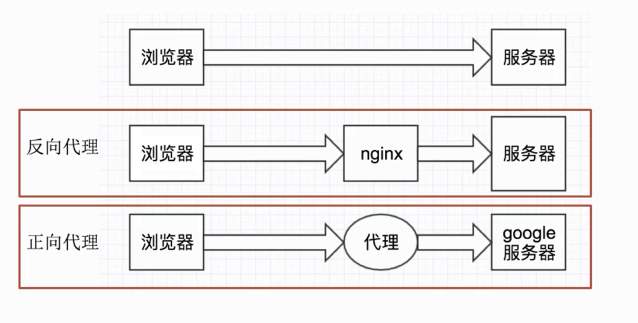 浏览器
服务器
反向代理
浏览器
nginx
服务器
正向代理
浏览器
代理
google
服务器